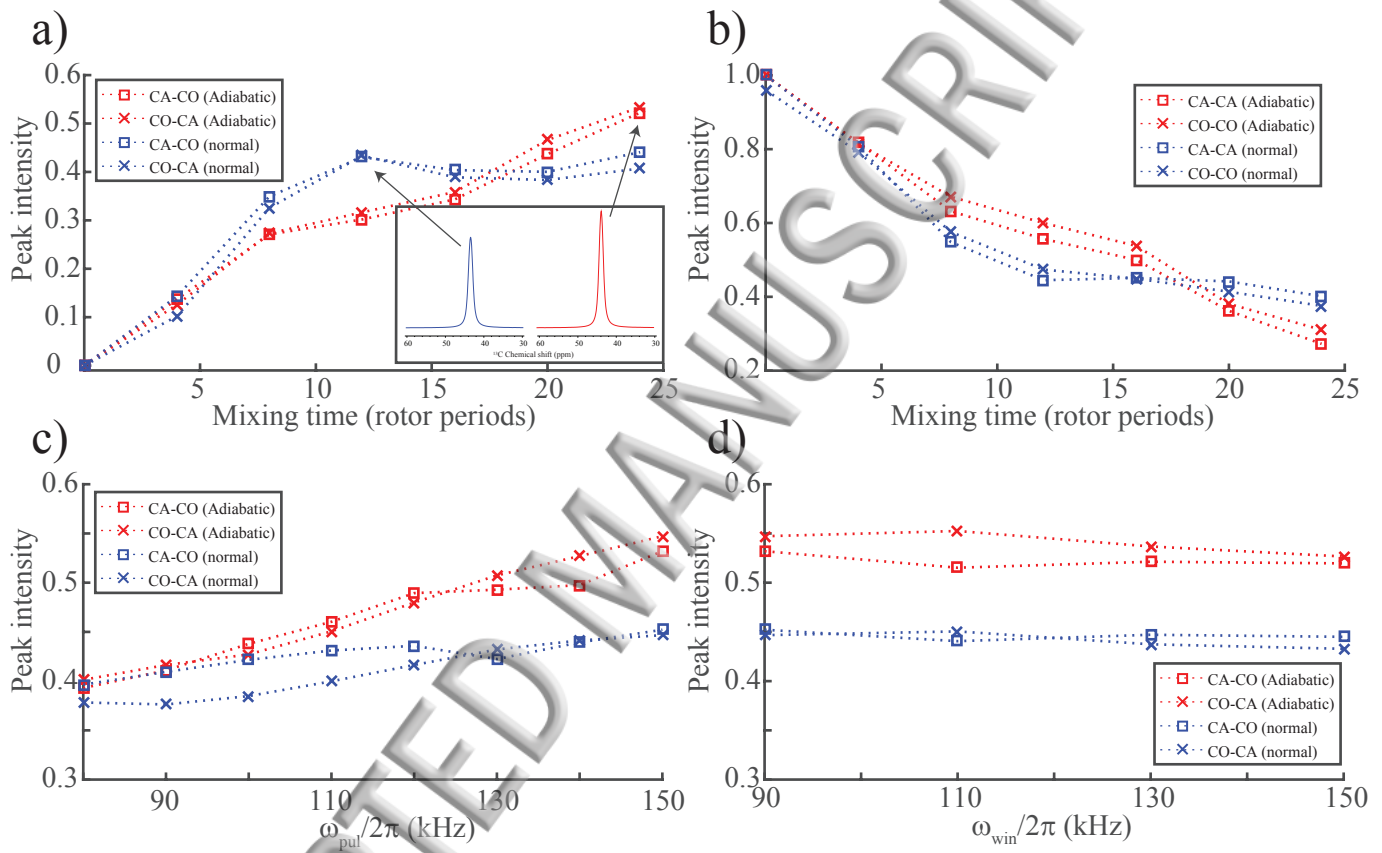 a)
0.6
0.5
0.4
0.3
0.2
0.1
0
Peak intensity
CA-CO (Adiabatic)
CO-CA (Adiabatic)
CA-CO (normal)
CO-CA (normal)
60 50 40 30 60 50 40 30
¹³C Chemical shift (ppm)
5 10 15 20 25
Mixing time (rotor periods)
b)
1.0
0.8
0.6
0.4
0.2
Peak intensity
CA-CA (Adiabatic)
CO-CO (Adiabatic)
CA-CA (normal)
CO-CO (normal)
5 10 15 20 25
Mixing time (rotor periods)
c)
0.6
0.5
0.4
0.3
Peak intensity
CA-CO (Adiabatic)
CO-CA (Adiabatic)
CA-CO (normal)
CO-CA (normal)
90 110 130 150
ω_pul/2π (kHz)
d)
0.6
0.5
0.4
0.3
Peak intensity
CA-CO (Adiabatic)
CO-CA (Adiabatic)
CA-CO (normal)
CO-CA (normal)
90 110 130 150
ω_win/2π (kHz)
TED MANUSCRI